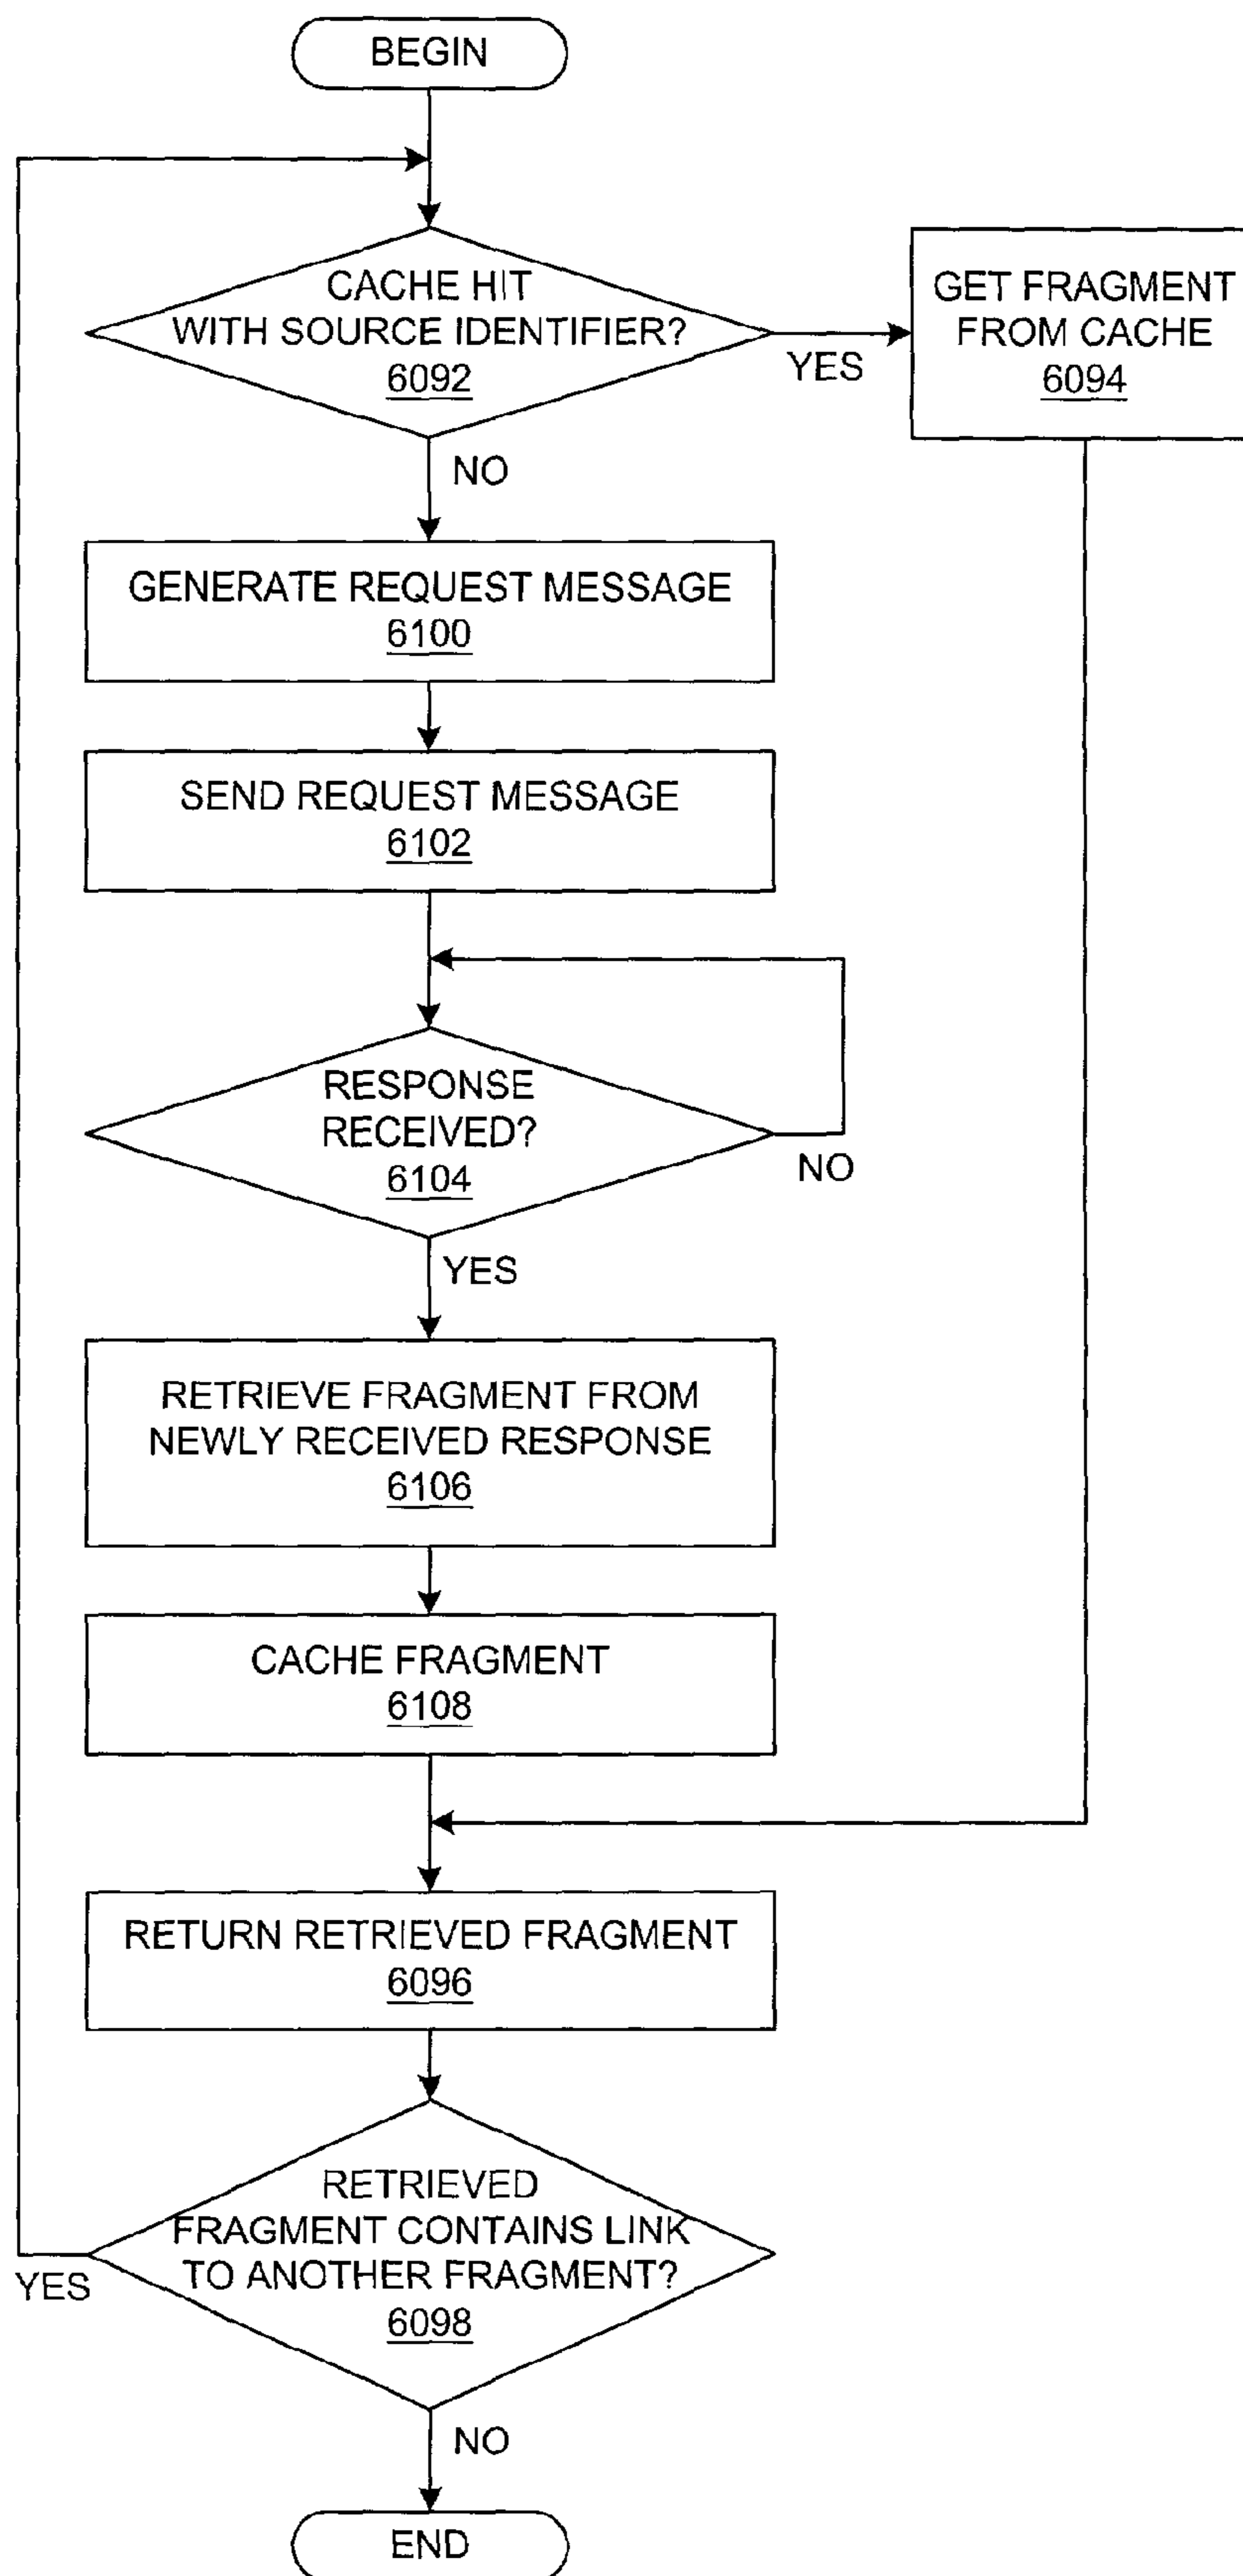 BEGIN
CACHE HIT
WITH SOURCE IDENTIFIER?
6092
YES
GET FRAGMENT
FROM CACHE
6094
NO
GENERATE REQUEST MESSAGE
6100
SEND REQUEST MESSAGE
6102
RESPONSE
RECEIVED?
6104
NO
YES
RETRIEVE FRAGMENT FROM
NEWLY RECEIVED RESPONSE
6106
CACHE FRAGMENT
6108
RETURN RETRIEVED FRAGMENT
6096
RETRIEVED
FRAGMENT CONTAINS LINK
TO ANOTHER FRAGMENT?
6098
YES
NO
END